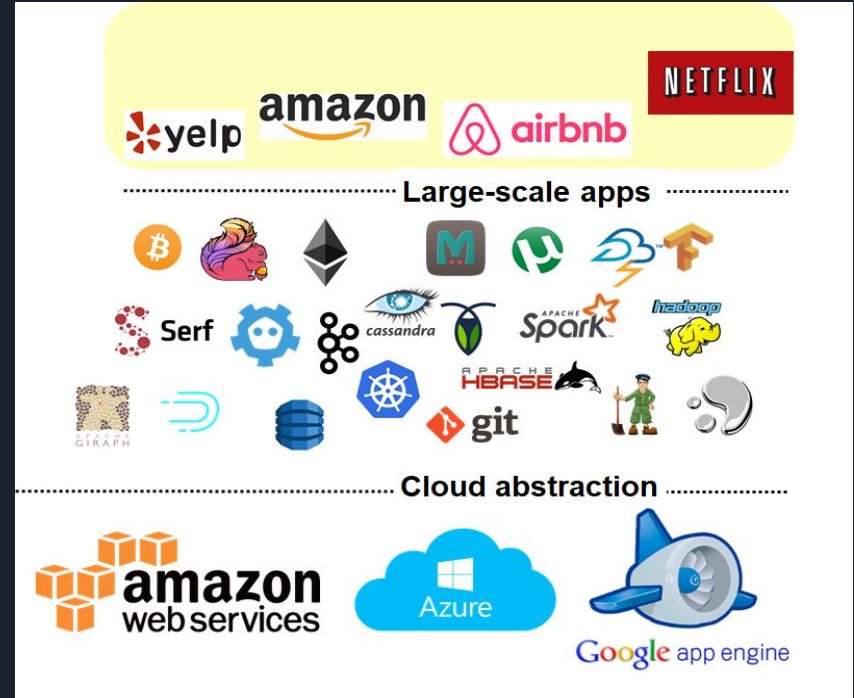 NETFLIX
yelp
amazon
airbnb
Large-scale apps
Serf
cassandra
APACHE
Spark
hadoop
APACHE
HBASE
APACHE
GIRAPH
git
Cloud abstraction
amazon
web services
Azure
Google app engine